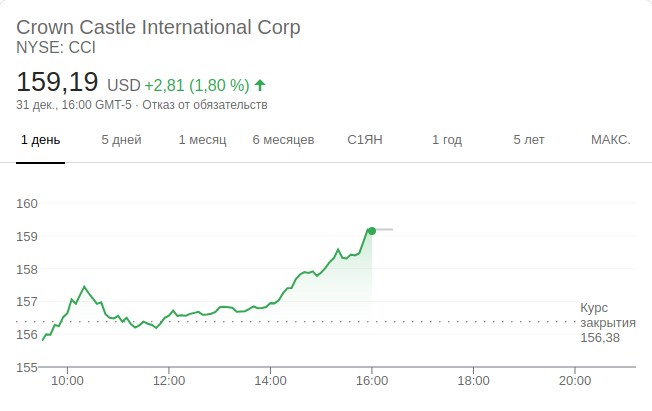 Crown Castle International Corp
NYSE: CCI
159,19 USD +2,81 (1,80 %) ↑
31 дек., 16:00 GMT-5 · Отказ от обязательств
1 день 5 дней 1 месяц 6 месяцев С1ЯН 1 год 5 лет МАКС.
160
159
158
157
156
155
Курс
закрытия
156,38
10:00 12:00 14:00 16:00 18:00 20:00